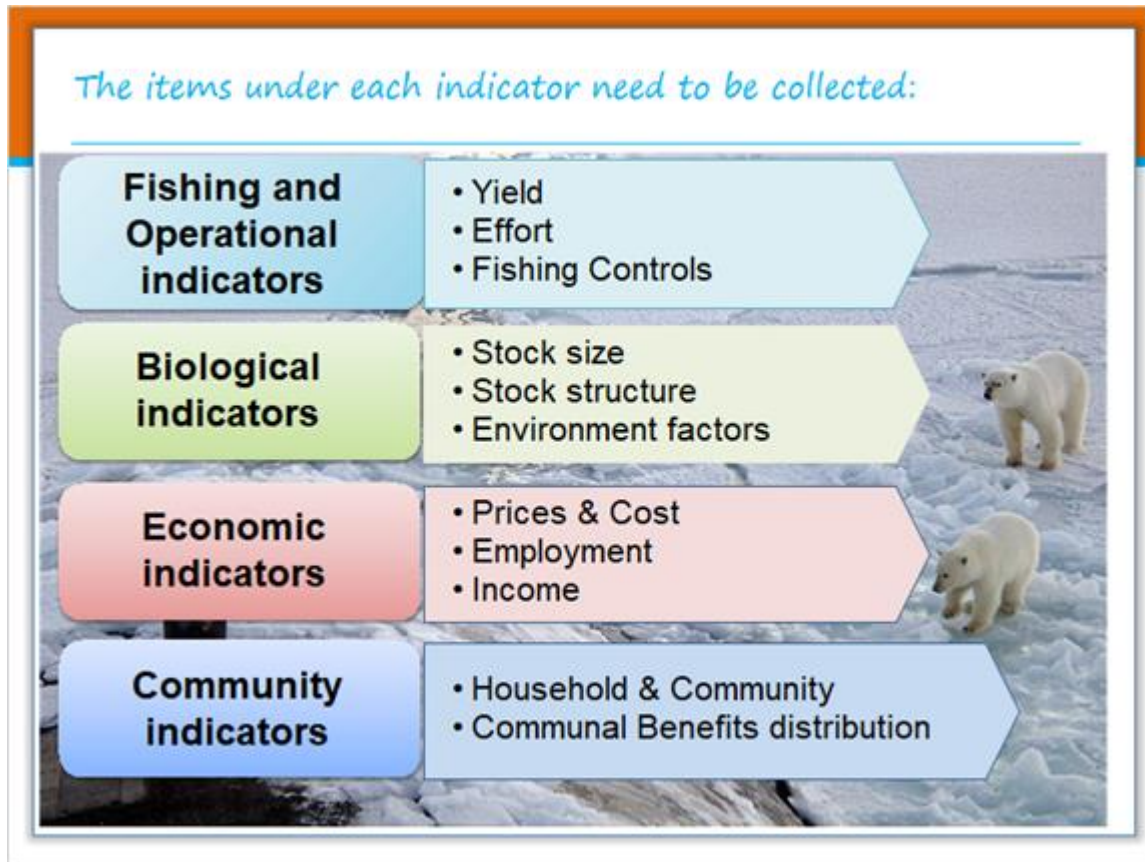 The items under each indicator need to be collected:
Fishing and
Operational
indicators
• Yield
• Effort
• Fishing Controls
Biological
indicators
• Stock size
• Stock structure
• Environment factors
Economic
indicators
• Prices & Cost
• Employment
• Income
Community
indicators
• Household & Community
• Communal Benefits distribution